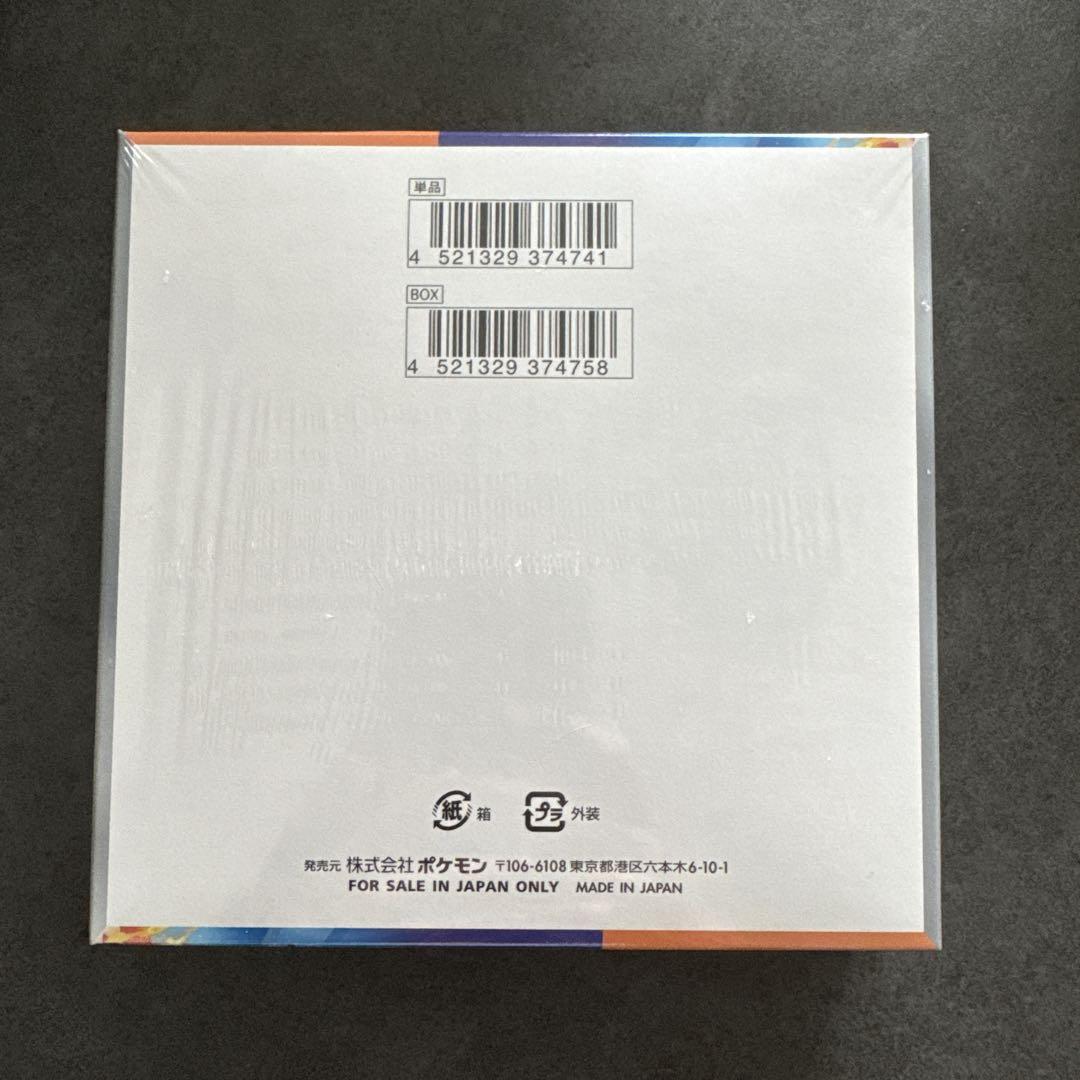 単品
4 521329 374741
BOX
4 521329 374758
紙 箱 プラ 外装
発売元 株式会社 ポケモン 〒106-6108 東京都港区六本木6-10-1
FOR SALE IN JAPAN ONLY MADE IN JAPAN